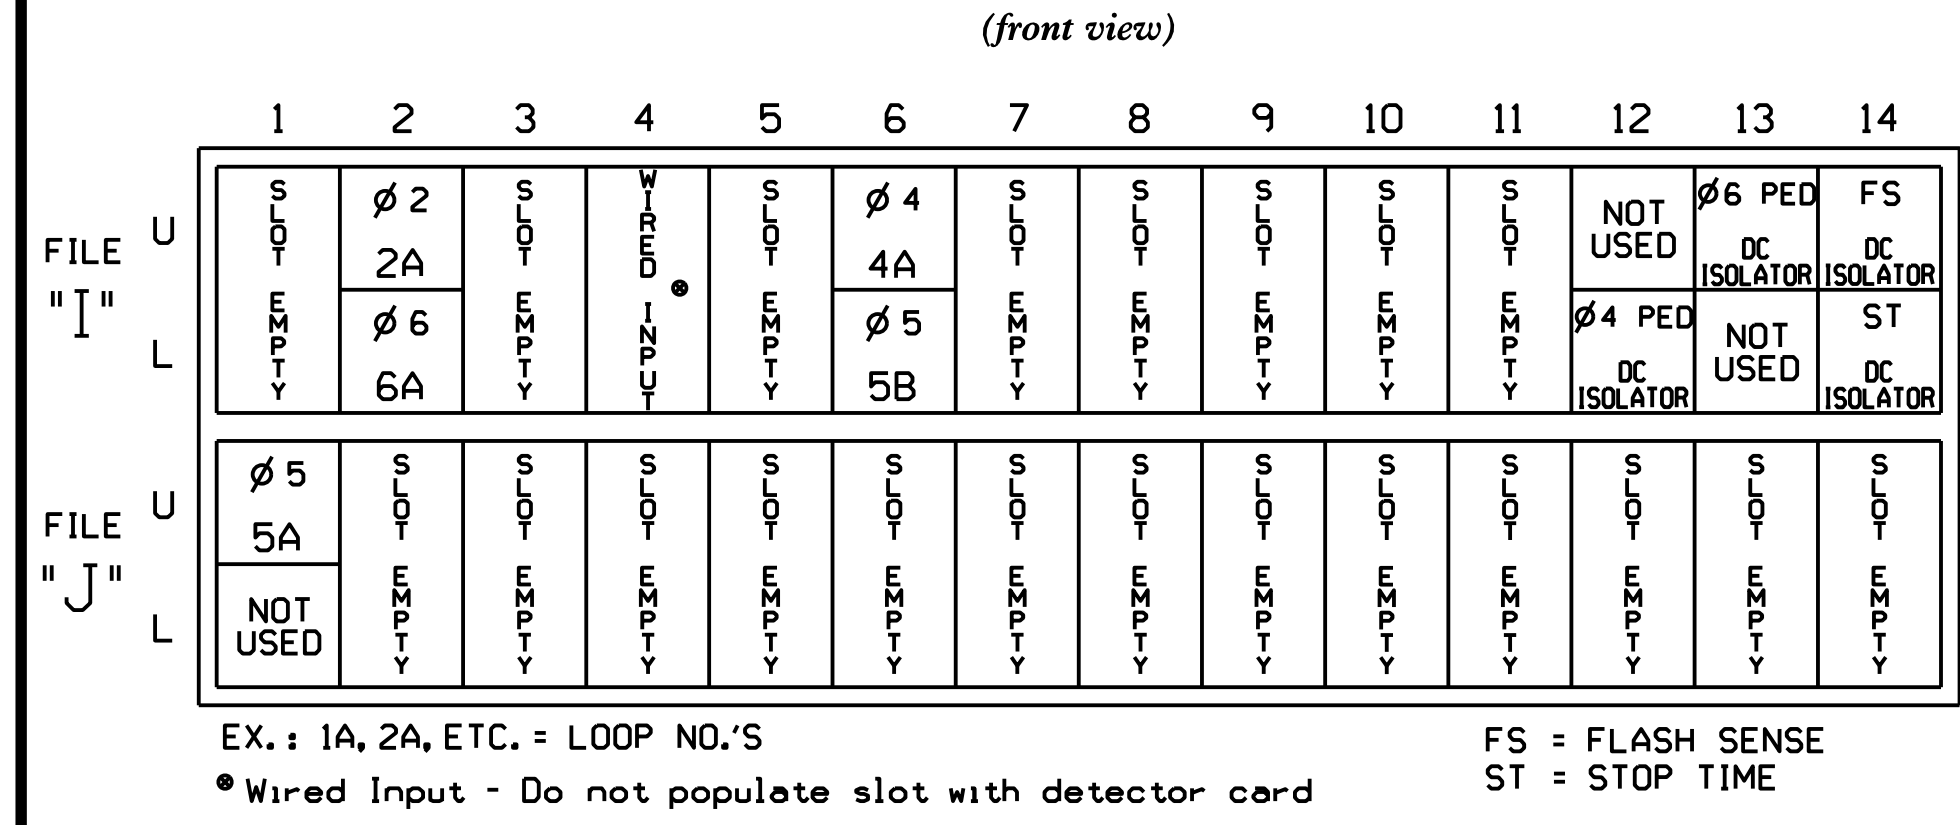 (front view)
1 2 3 4 5 6 7 8 9 10 11 12 13 14
FILE "I"
U
L
SLOT EMPTY
Ø 2
2A
Ø 6
6A
SLOT EMPTY
WIRED INPUT ⊗
SLOT EMPTY
Ø 4
4A
Ø 5
5B
SLOT EMPTY
SLOT EMPTY
SLOT EMPTY
SLOT EMPTY
SLOT EMPTY
NOT
USED
Ø4 PED
DC
ISOLATOR
Ø6 PED
DC
ISOLATOR
NOT
USED
FS
DC
ISOLATOR
ST
DC
ISOLATOR
FILE "J"
U
L
Ø 5
5A
NOT
USED
SLOT EMPTY
SLOT EMPTY
SLOT EMPTY
SLOT EMPTY
SLOT EMPTY
SLOT EMPTY
SLOT EMPTY
SLOT EMPTY
SLOT EMPTY
SLOT EMPTY
SLOT EMPTY
SLOT EMPTY
SLOT EMPTY
EX.: 1A, 2A, ETC. = LOOP NO.'S
⊗ Wired Input - Do not populate slot with detector card
FS = FLASH SENSE
ST = STOP TIME